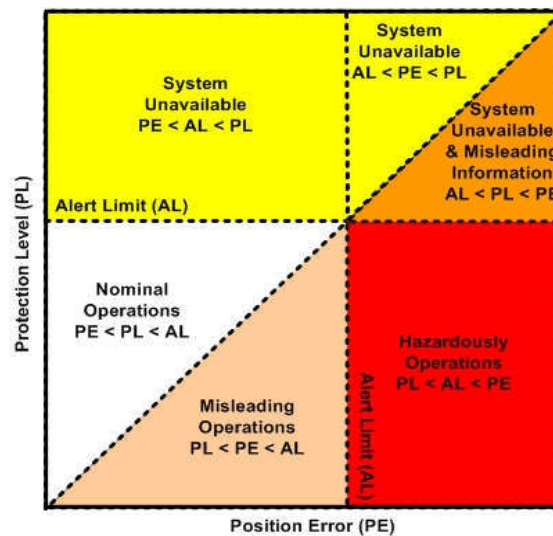 System
Unavailable
AL < PE < PL
System
Unavailable
PE < AL < PL
System
Unavailable
& Misleading
Information
AL < PL < PE
Alert Limit (AL)
Protection Level (PL)
Nominal
Operations
PE < PL < AL
Hazardously
Operations
PL < AL < PE
Misleading
Operations
PL < PE < AL
Alert Limit (AL)
Position Error (PE)